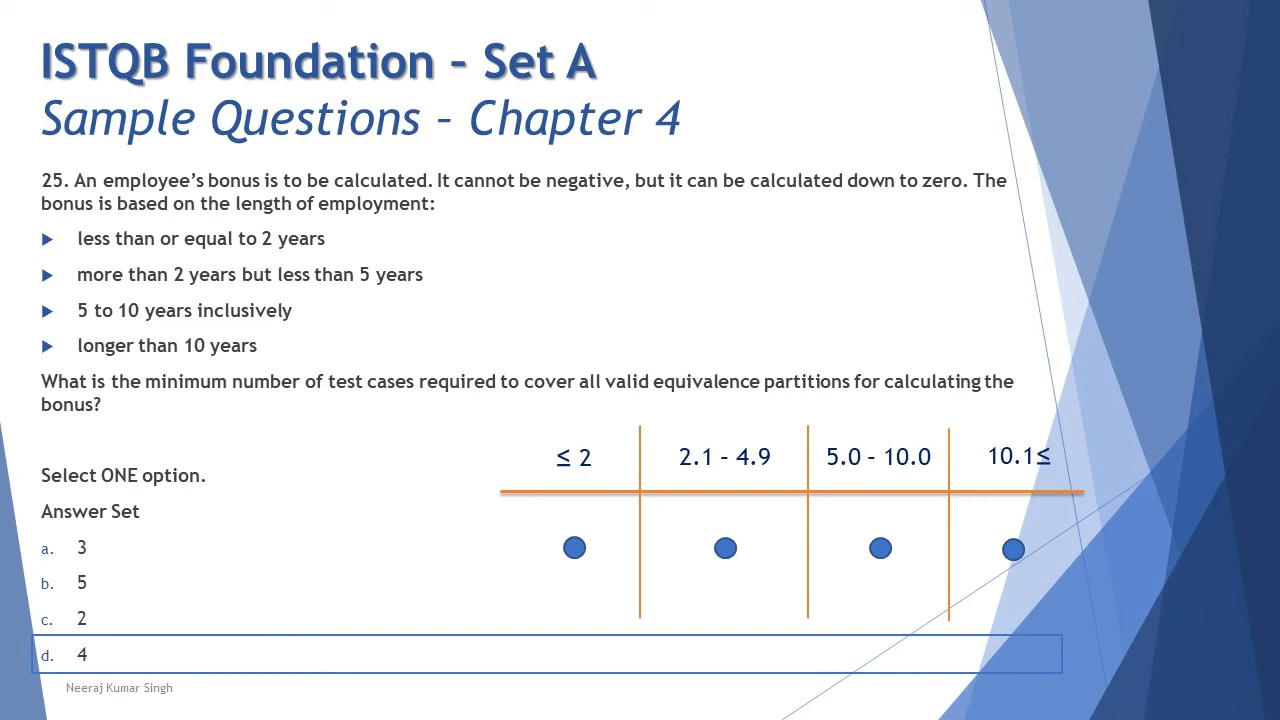 ISTQB Foundation – Set A
Sample Questions – Chapter 4
25. An employee's bonus is to be calculated. It cannot be negative, but it can be calculated down to zero. The
bonus is based on the length of employment:
less than or equal to 2 years
more than 2 years but less than 5 years
5 to 10 years inclusively
longer than 10 years
What is the minimum number of test cases required to cover all valid equivalence partitions for calculating the
bonus?
≤ 2 2.1 – 4.9 5.0 – 10.0 10.1≤
Select ONE option.
Answer Set
a. 3
b. 5
c. 2
d. 4
Neeraj Kumar Singh